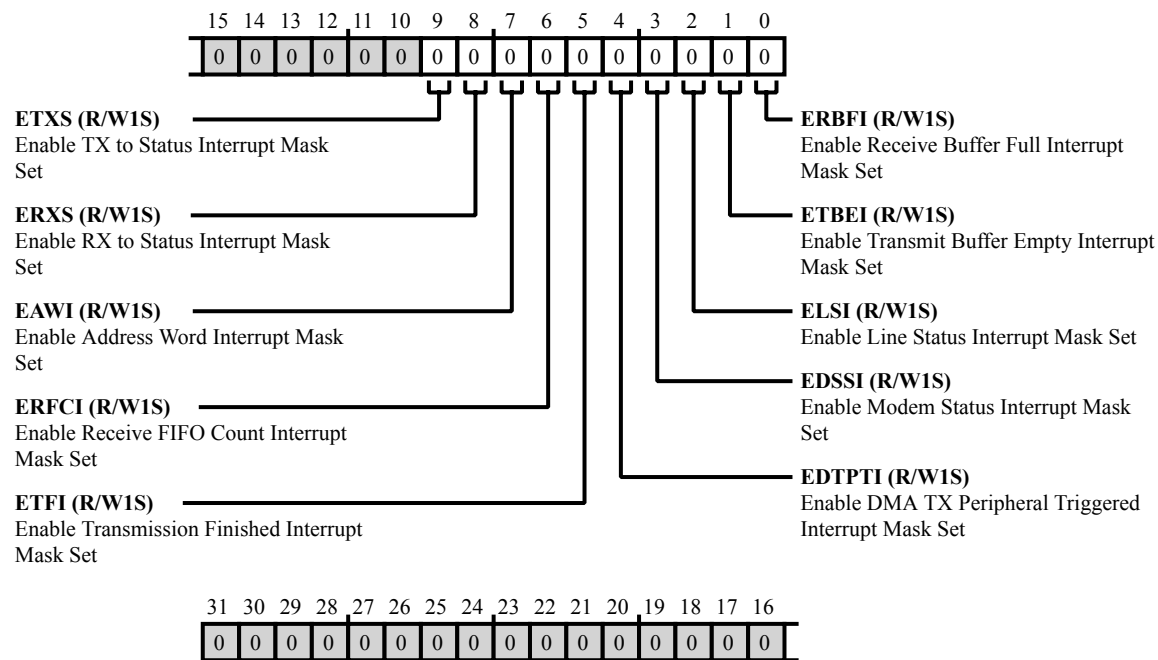 15 14 13 12 11 10 9 8 7 6 5 4 3 2 1 0
0 0 0 0 0 0 0 0 0 0 0 0 0 0 0 0
ETXS (R/W1S)
Enable TX to Status Interrupt Mask
Set
ERXS (R/W1S)
Enable RX to Status Interrupt Mask
Set
EAWI (R/W1S)
Enable Address Word Interrupt Mask
Set
ERFCI (R/W1S)
Enable Receive FIFO Count Interrupt
Mask Set
ETFI (R/W1S)
Enable Transmission Finished Interrupt
Mask Set
ERBFI (R/W1S)
Enable Receive Buffer Full Interrupt
Mask Set
ETBEI (R/W1S)
Enable Transmit Buffer Empty Interrupt
Mask Set
ELSI (R/W1S)
Enable Line Status Interrupt Mask Set
EDSSI (R/W1S)
Enable Modem Status Interrupt Mask
Set
EDTPTI (R/W1S)
Enable DMA TX Peripheral Triggered
Interrupt Mask Set
31 30 29 28 27 26 25 24 23 22 21 20 19 18 17 16
0 0 0 0 0 0 0 0 0 0 0 0 0 0 0 0